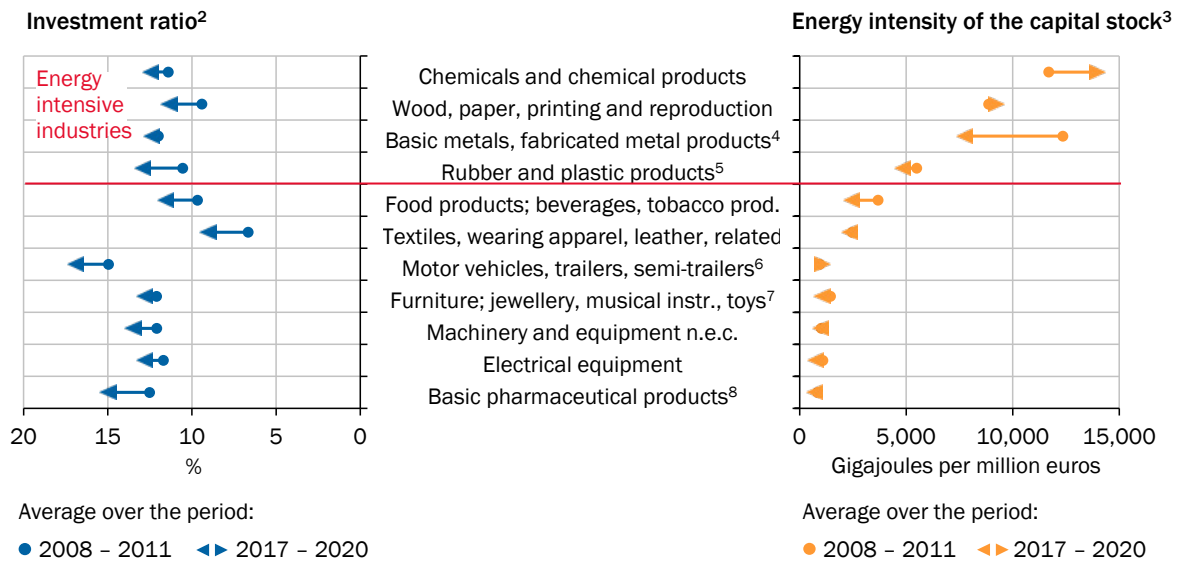 Investment ratio²
Energy intensity of the capital stock³
Energy
intensive
industries
Chemicals and chemical products
Wood, paper, printing and reproduction
Basic metals, fabricated metal products⁴
Rubber and plastic products⁵
Food products; beverages, tobacco prod.
Textiles, wearing apparel, leather, related
Motor vehicles, trailers, semi-trailers⁶
Furniture; jewellery, musical instr., toys⁷
Machinery and equipment n.e.c.
Electrical equipment
Basic pharmaceutical products⁸
20 15 10 5 0
%
0 5,000 10,000 15,000
Gigajoules per million euros
Average over the period:
2008 – 2011 2017 – 2020
Average over the period:
2008 – 2011 2017 – 2020